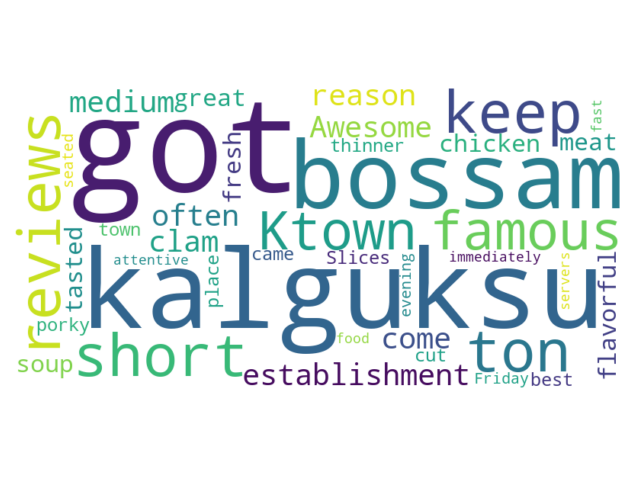 medium
great
reason
keep
fast
got
Awesome
reviews
seated
fresh
thinner
chicken
meat
bossam
often
Ktown
famous
town
clam
tasted
attentive
place
came
Slices
evening
immediately
servers
flavorful
kalguksu
porky
short
food
come
ton
soup
establishment
cut
Friday
best